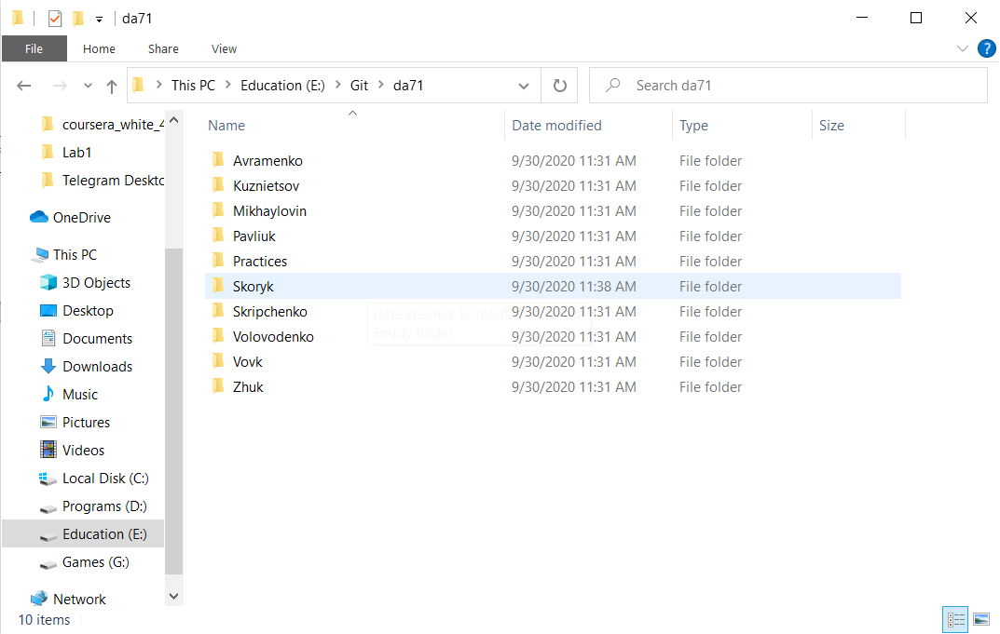 da71
File Home Share View
This PC Education (E:) Git da71
Search da71
coursera_white_4
Lab1
Telegram Deskto
OneDrive
This PC
3D Objects
Desktop
Documents
Downloads
Music
Pictures
Videos
Local Disk (C:)
Programs (D:)
Education (E:)
Games (G:)
Network
Name Date modified Type Size
Avramenko 9/30/2020 11:31 AM File folder
Kuznietsov 9/30/2020 11:31 AM File folder
Mikhaylovin 9/30/2020 11:31 AM File folder
Pavliuk 9/30/2020 11:31 AM File folder
Practices 9/30/2020 11:31 AM File folder
Skoryk 9/30/2020 11:38 AM File folder
Skripchenko 9/30/2020 11:31 AM File folder
Volovodenko 9/30/2020 11:31 AM File folder
Vovk 9/30/2020 11:31 AM File folder
Zhuk 9/30/2020 11:31 AM File folder
Date created: 9/30/20
Empty folder
10 items